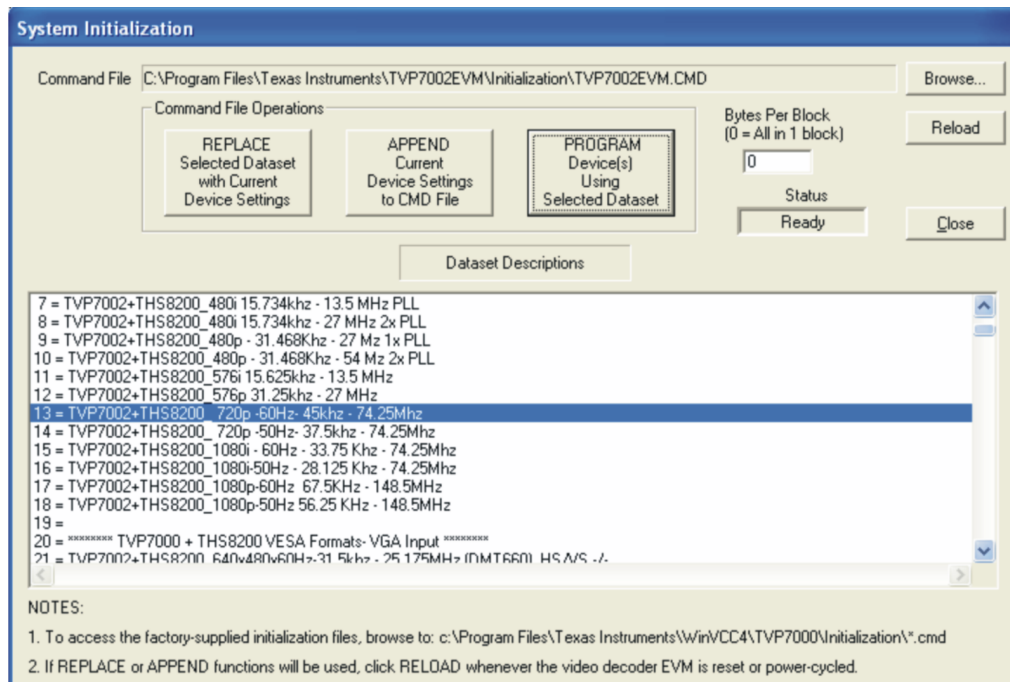 System Initialization
Command File C:\Program Files\Texas Instruments\TVP7002EVM\Initialization\TVP7002EVM.CMD Browse...
Command File Operations
REPLACE
Selected Dataset
with Current
Device Settings
APPEND
Current
Device Settings
to CMD File
PROGRAM
Device(s)
Using
Selected Dataset
Bytes Per Block
(0 = All in 1 block)
0
Reload
Status
Ready
Close
Dataset Descriptions
7 = TVP7002+THS8200_480i 15.734khz - 13.5 MHz PLL
8 = TVP7002+THS8200_480i 15.734khz - 27 MHz 2x PLL
9 = TVP7002+THS8200_480p - 31.468Khz - 27 Mz 1x PLL
10 = TVP7002+THS8200_480p - 31.468Khz - 54 Mz 2x PLL
11 = TVP7002+THS8200_576i 15.625khz - 13.5 MHz
12 = TVP7002+THS8200_576p 31.25khz - 27 MHz
13 = TVP7002+THS8200_ 720p -60Hz- 45khz - 74.25Mhz
14 = TVP7002+THS8200_ 720p -50Hz- 37.5khz - 74.25Mhz
15 = TVP7002+THS8200_1080i - 60Hz - 33.75 Khz - 74.25Mhz
16 = TVP7002+THS8200_1080i-50Hz - 28.125 Khz - 74.25Mhz
17 = TVP7002+THS8200_1080p-60Hz 67.5KHz - 148.5MHz
18 = TVP7002+THS8200_1080p-50Hz 56.25 KHz - 148.5MHz
19 =
20 = ******** TVP7000 + THS8200 VESA Formats- VGA Input ********
21 = TVP7002+THS8200_640x480x60Hz-31.5khz - 25.175MHz (DMT660) HS/VS -/-
NOTES:
1. To access the factory-supplied initialization files, browse to: c:\Program Files\Texas Instruments\WinVCC4\TVP7000\Initialization\*.cmd
2. If REPLACE or APPEND functions will be used, click RELOAD whenever the video decoder EVM is reset or power-cycled.